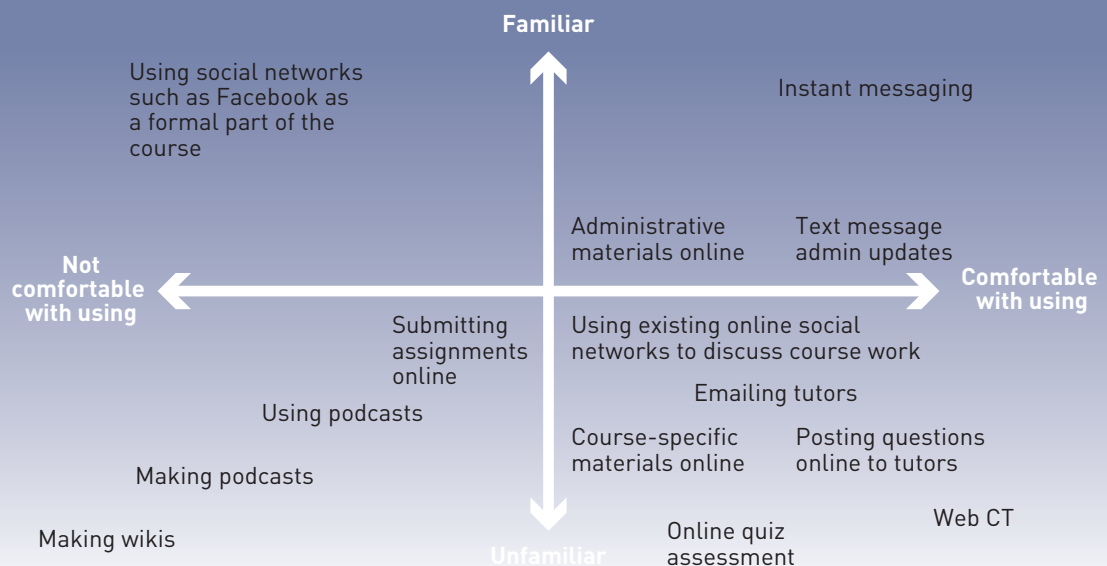 Familiar
Using social networks
such as Facebook as
a formal part of the
course
Instant messaging
Administrative
materials online
Text message
admin updates
Not
comfortable
with using
Comfortable
with using
Submitting
assignments
online
Using existing online social
networks to discuss course work
Emailing tutors
Using podcasts
Course-specific
materials online
Posting questions
online to tutors
Making podcasts
Web CT
Making wikis
Online quiz
assessment
Unfamiliar